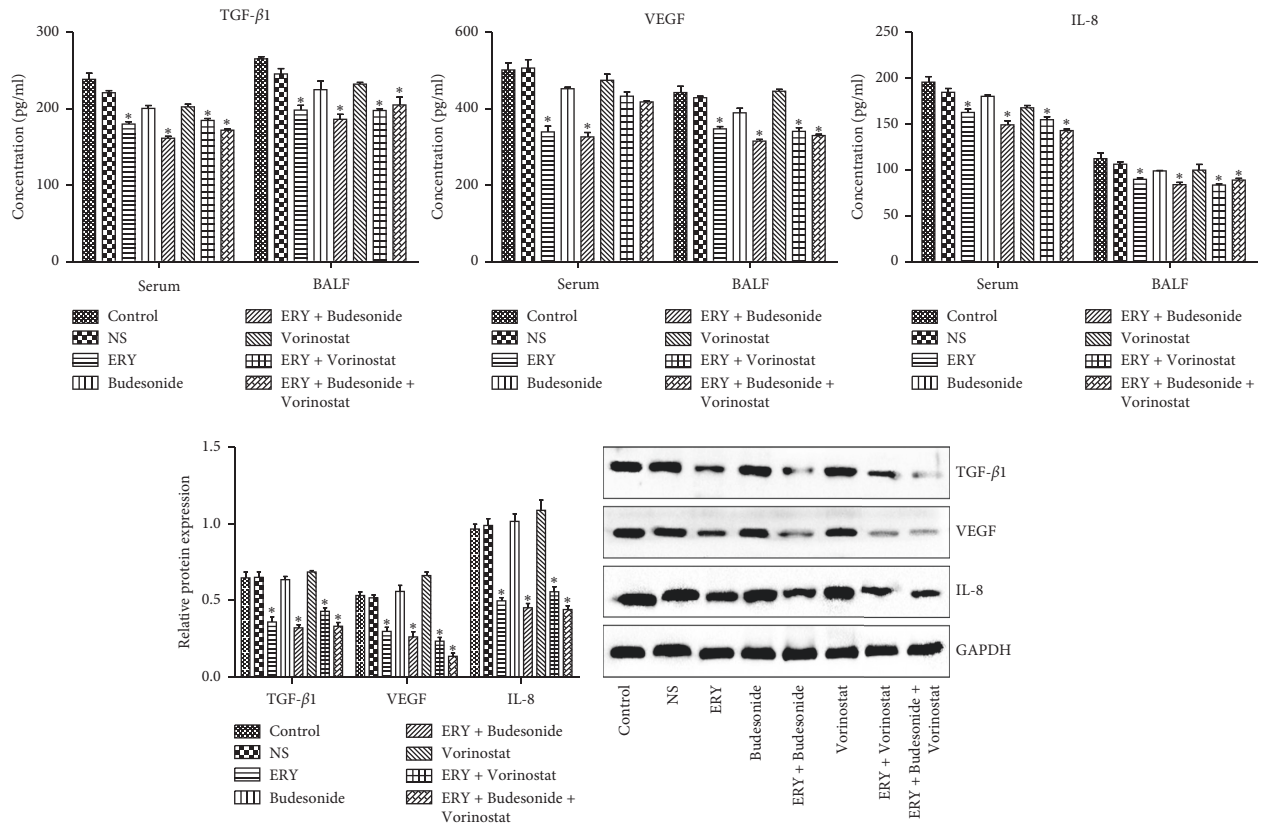 TGF-β1
Concentration (pg/ml)
300
200
100
0
* * * * * *
Serum BALF
Control
NS
ERY
Budesonide
ERY + Budesonide
Vorinostat
ERY + Vorinostat
ERY + Budesonide +
Vorinostat
VEGF
Concentration (pg/ml)
600
400
200
0
* * * * * *
Serum BALF
Control
NS
ERY
Budesonide
ERY + Budesonide
Vorinostat
ERY + Vorinostat
ERY + Budesonide +
Vorinostat
IL-8
Concentration (pg/ml)
250
200
150
100
50
0
* * * * * * * *
Serum BALF
Control
NS
ERY
Budesonide
ERY + Budesonide
Vorinostat
ERY + Vorinostat
ERY + Budesonide +
Vorinostat
Relative protein expression
1.5
1.0
0.5
0.0
* * * * * * * * * * * *
TGF-β1 VEGF IL-8
Control
NS
ERY
Budesonide
ERY + Budesonide
Vorinostat
ERY + Vorinostat
ERY + Budesonide +
Vorinostat
TGF-β1
VEGF
IL-8
GAPDH
Control
NS
ERY
Budesonide
ERY + Budesonide
Vorinostat
ERY + Vorinostat
ERY + Budesonide +
Vorinostat